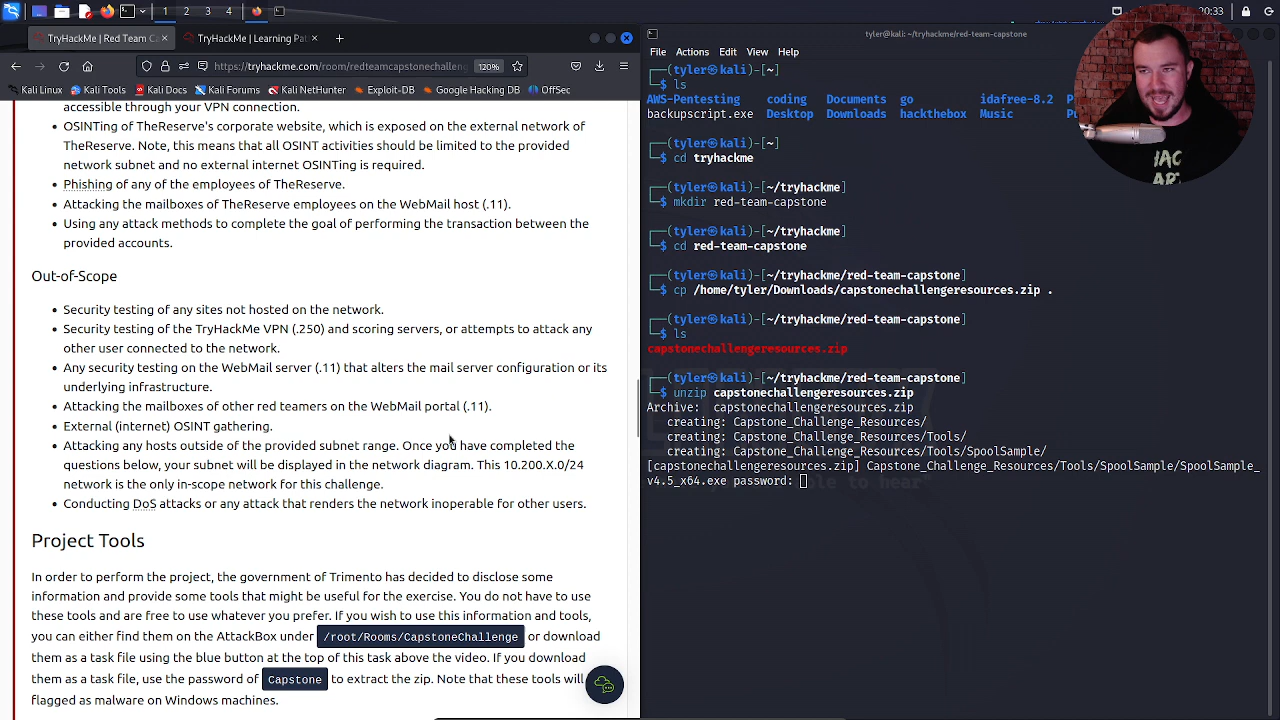 1 2 3 4
20:33
TryHackMe | Red Team Ca
TryHackMe | Learning Pat
https://tryhackme.com/room/redteamcapstonechalleng
120%
Kali Linux Kali Tools Kali Docs Kali Forums Kali NetHunter Exploit-DB Google Hacking DB OffSec
accessible through your VPN connection.
• OSINTing of TheReserve's corporate website, which is exposed on the external network of
TheReserve. Note, this means that all OSINT activities should be limited to the provided
network subnet and no external internet OSINTing is required.
• Phishing of any of the employees of TheReserve.
• Attacking the mailboxes of TheReserve employees on the WebMail host (.11).
• Using any attack methods to complete the goal of performing the transaction between the
provided accounts.
Out-of-Scope
• Security testing of any sites not hosted on the network.
• Security testing of the TryHackMe VPN (.250) and scoring servers, or attempts to attack any
other user connected to the network.
• Any security testing on the WebMail server (.11) that alters the mail server configuration or its
underlying infrastructure.
• Attacking the mailboxes of other red teamers on the WebMail portal (.11).
• External (internet) OSINT gathering.
• Attacking any hosts outside of the provided subnet range. Once you have completed the
questions below, your subnet will be displayed in the network diagram. This 10.200.X.0/24
network is the only in-scope network for this challenge.
• Conducting DoS attacks or any attack that renders the network inoperable for other users.
Project Tools
In order to perform the project, the government of Trimento has decided to disclose some
information and provide some tools that might be useful for the exercise. You do not have to use
these tools and are free to use whatever you prefer. If you wish to use this information and tools,
you can either find them on the AttackBox under /root/Rooms/CapstoneChallenge or download
them as a task file using the blue button at the top of this task above the video. If you download
them as a task file, use the password of Capstone to extract the zip. Note that these tools will be
flagged as malware on Windows machines.
tyler@kali: ~/tryhackme/red-team-capstone
File Actions Edit View Help
┌──(tyler㉿kali)-[~]
└─$ ls
AWS-Pentesting coding Documents go idafree-8.2
backupscript.exe Desktop Downloads hackthebox Music
┌──(tyler㉿kali)-[~]
└─$ cd tryhackme
┌──(tyler㉿kali)-[~/tryhackme]
└─$ mkdir red-team-capstone
┌──(tyler㉿kali)-[~/tryhackme]
└─$ cd red-team-capstone
┌──(tyler㉿kali)-[~/tryhackme/red-team-capstone]
└─$ cp /home/tyler/Downloads/capstonechallengeresources.zip .
┌──(tyler㉿kali)-[~/tryhackme/red-team-capstone]
└─$ ls
capstonechallengeresources.zip
┌──(tyler㉿kali)-[~/tryhackme/red-team-capstone]
└─$ unzip capstonechallengeresources.zip
Archive: capstonechallengeresources.zip
creating: Capstone_Challenge_Resources/
creating: Capstone_Challenge_Resources/Tools/
creating: Capstone_Challenge_Resources/Tools/SpoolSample/
[capstonechallengeresources.zip] Capstone_Challenge_Resources/Tools/SpoolSample/SpoolSample_
v4.5_x64.exe password: